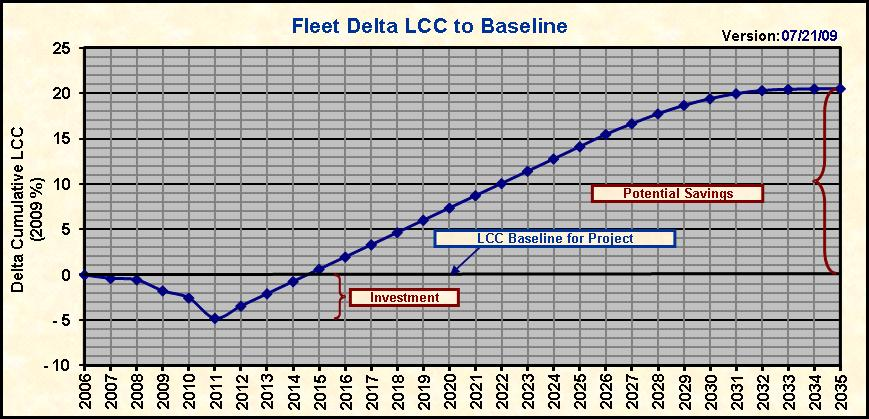 Fleet Delta LCC to Baseline
Version:07/21/09
Delta Cumulative LCC
(2009 %)
25
20
15
10
5
0
- 5
- 10
Potential Savings
LCC Baseline for Project
Investment
2006 2007 2008 2009 2010 2011 2012 2013 2014 2015 2016 2017 2018 2019 2020 2021 2022 2023 2024 2025 2026 2027 2028 2029 2030 2031 2032 2033 2034 2035